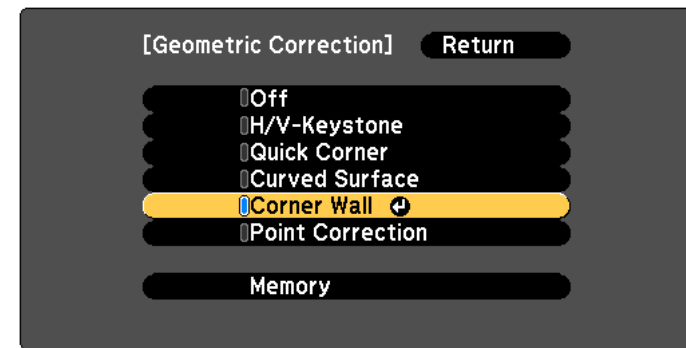 [Geometric Correction] Return
Off
H/V-Keystone
Quick Corner
Curved Surface
Corner Wall
Point Correction
Memory